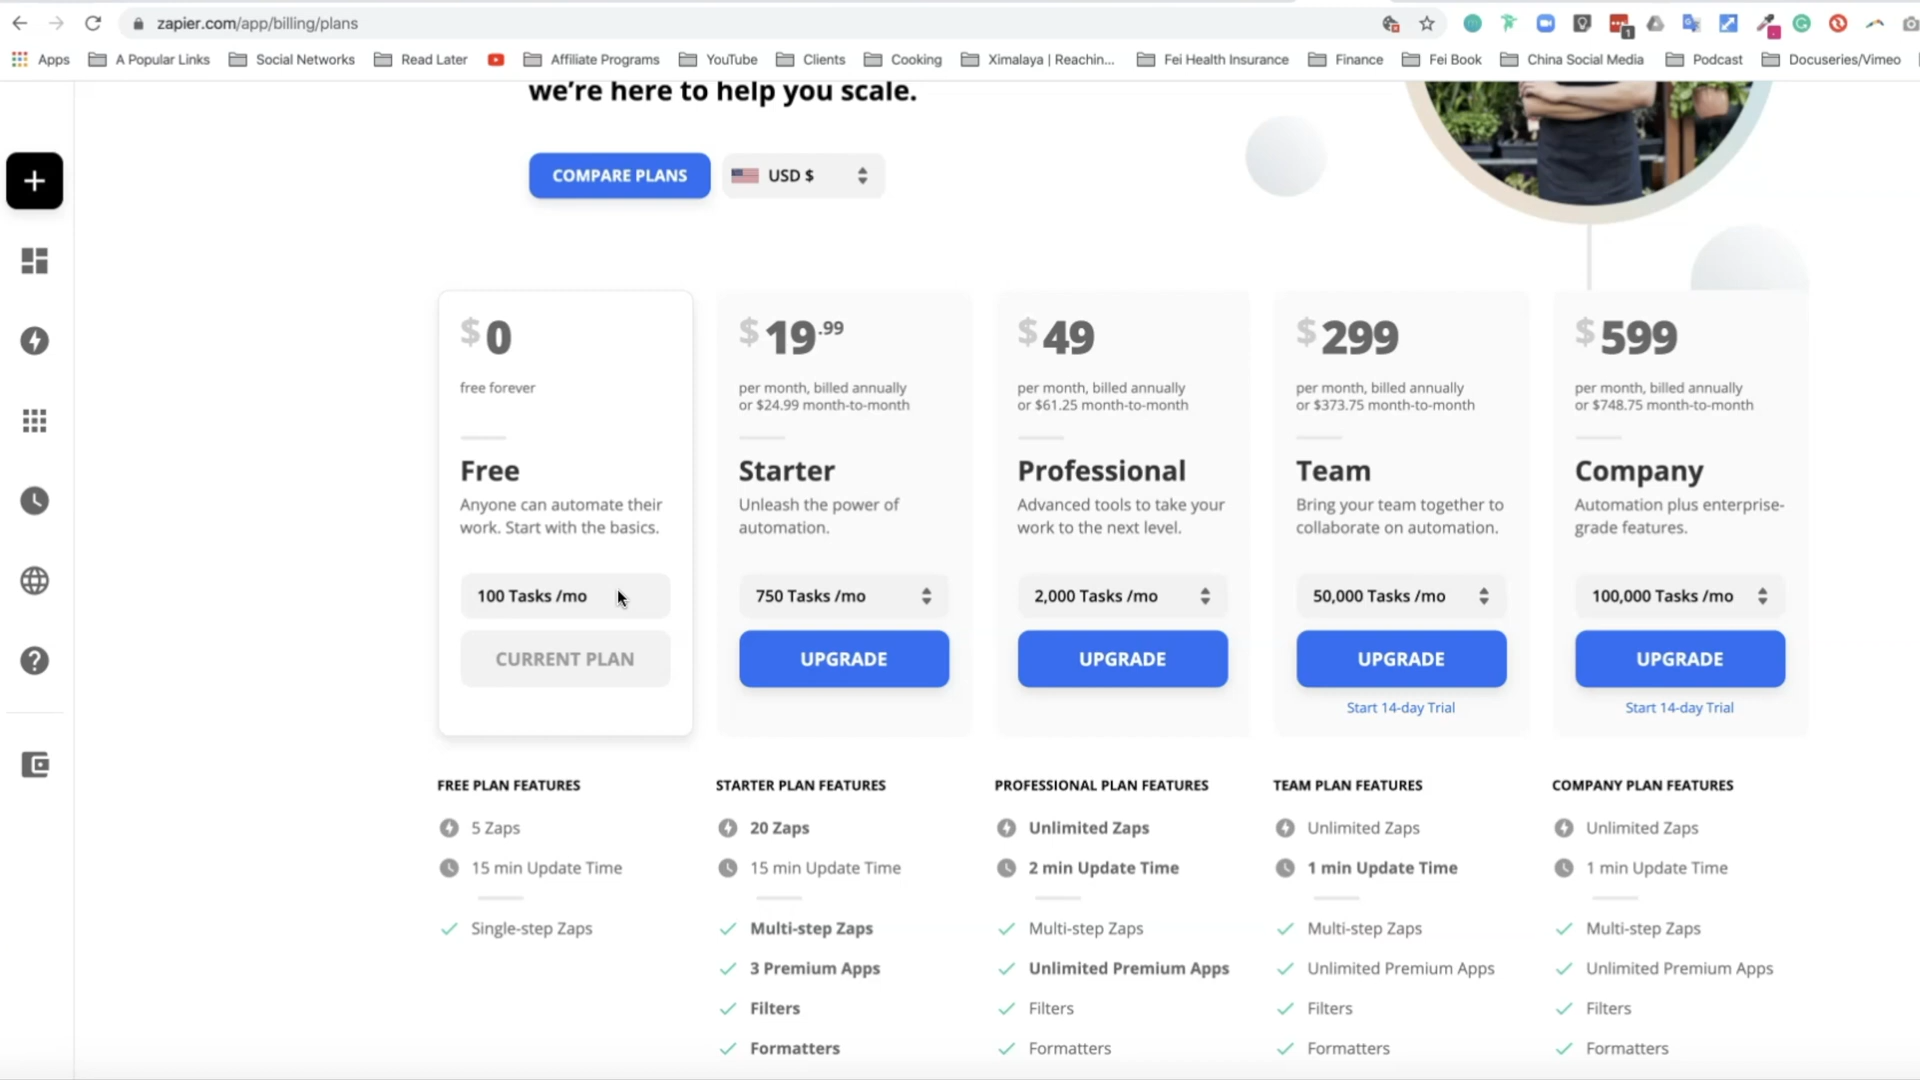 zapier.com/app/billing/plans
1
Apps
A Popular Links
Social Networks
Read Later
Affiliate Programs
YouTube
Clients
Cooking
Ximalaya | Reachin...
Fei Health Insurance
Finance
Fei Book
China Social Media
Podcast
Docuseries/Vimeo
we're here to help you scale.
COMPARE PLANS
USD $
$0
free forever
Free
Anyone can automate their
work. Start with the basics.
100 Tasks /mo
CURRENT PLAN
$19.99
per month, billed annually
or $24.99 month-to-month
Starter
Unleash the power of
automation.
750 Tasks /mo
UPGRADE
$49
per month, billed annually
or $61.25 month-to-month
Professional
Advanced tools to take your
work to the next level.
2,000 Tasks /mo
UPGRADE
$299
per month, billed annually
or $373.75 month-to-month
Team
Bring your team together to
collaborate on automation.
50,000 Tasks /mo
UPGRADE
Start 14-day Trial
$599
per month, billed annually
or $748.75 month-to-month
Company
Automation plus enterprise-
grade features.
100,000 Tasks /mo
UPGRADE
Start 14-day Trial
FREE PLAN FEATURES
5 Zaps
15 min Update Time
Single-step Zaps
STARTER PLAN FEATURES
20 Zaps
15 min Update Time
Multi-step Zaps
3 Premium Apps
Filters
Formatters
PROFESSIONAL PLAN FEATURES
Unlimited Zaps
2 min Update Time
Multi-step Zaps
Unlimited Premium Apps
Filters
Formatters
TEAM PLAN FEATURES
Unlimited Zaps
1 min Update Time
Multi-step Zaps
Unlimited Premium Apps
Filters
Formatters
COMPANY PLAN FEATURES
Unlimited Zaps
1 min Update Time
Multi-step Zaps
Unlimited Premium Apps
Filters
Formatters